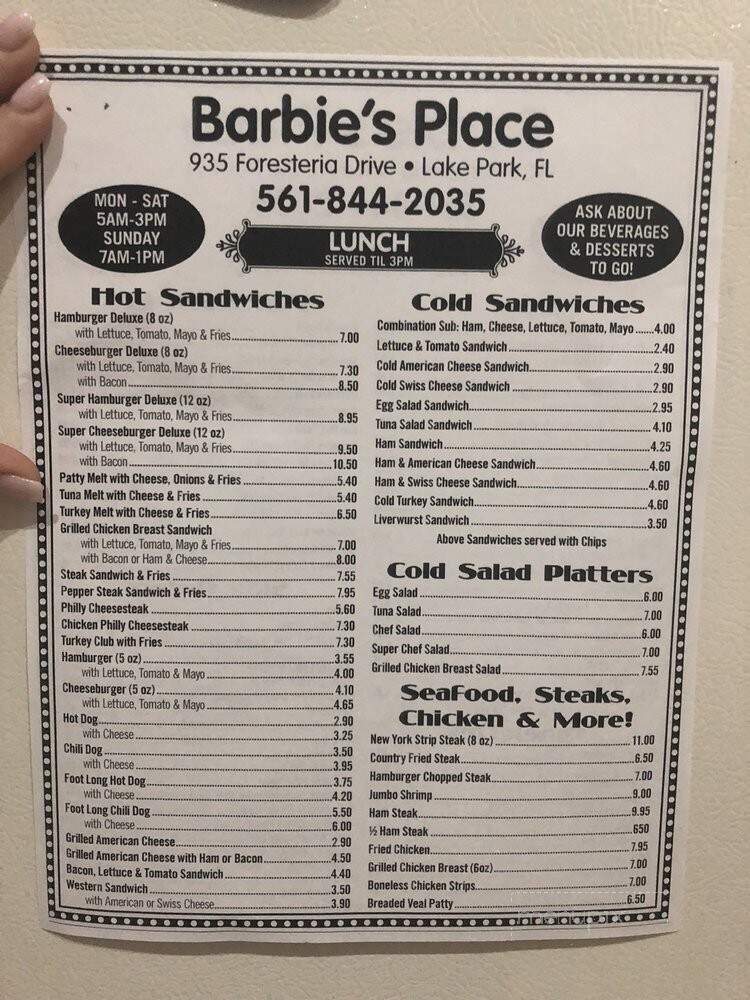 Barbie's Place
935 Foresteria Drive • Lake Park, FL
561-844-2035
MON - SAT
5AM-3PM
SUNDAY
7AM-1PM
LUNCH
SERVED TIL 3PM
ASK ABOUT
OUR BEVERAGES
& DESSERTS
TO GO!
Hot Sandwiches
Hamburger Deluxe (8 oz)
with Lettuce, Tomato, Mayo & Fries 7.00
Cheeseburger Deluxe (8 oz)
with Lettuce, Tomato, Mayo & Fries 7.30
with Bacon 8.50
Super Hamburger Deluxe (12 oz)
with Lettuce, Tomato, Mayo & Fries 8.95
Super Cheeseburger Deluxe (12 oz)
with Lettuce, Tomato, Mayo & Fries 9.50
with Bacon 10.50
Patty Melt with Cheese, Onions & Fries 5.40
Tuna Melt with Cheese & Fries 5.40
Turkey Melt with Cheese & Fries 6.50
Grilled Chicken Breast Sandwich
with Lettuce, Tomato, Mayo & Fries 7.00
with Bacon or Ham & Cheese 8.00
Steak Sandwich & Fries 7.55
Pepper Steak Sandwich & Fries 7.95
Philly Cheesesteak 5.60
Chicken Philly Cheesesteak 7.30
Turkey Club with Fries 7.30
Hamburger (5 oz) 3.55
with Lettuce, Tomato & Mayo 4.00
Cheeseburger (5 oz) 4.10
with Lettuce, Tomato & Mayo 4.65
Hot Dog 2.90
with Cheese 3.25
Chili Dog 3.50
with Cheese 3.95
Foot Long Hot Dog 3.75
with Cheese 4.20
Foot Long Chili Dog 5.50
with Cheese 6.00
Grilled American Cheese 2.90
Grilled American Cheese with Ham or Bacon 4.50
Bacon, Lettuce & Tomato Sandwich 4.40
Western Sandwich 3.50
with American or Swiss Cheese 3.90
Cold Sandwiches
Combination Sub: Ham, Cheese, Lettuce, Tomato, Mayo 4.00
Lettuce & Tomato Sandwich 2.40
Cold American Cheese Sandwich 2.90
Cold Swiss Cheese Sandwich 2.90
Egg Salad Sandwich 2.95
Tuna Salad Sandwich 4.10
Ham Sandwich 4.25
Ham & American Cheese Sandwich 4.60
Ham & Swiss Cheese Sandwich 4.60
Cold Turkey Sandwich 4.60
Liverwurst Sandwich 3.50
Above Sandwiches served with Chips
Cold Salad Platters
Egg Salad 6.00
Tuna Salad 7.00
Chef Salad 6.00
Super Chef Salad 7.00
Grilled Chicken Breast Salad 7.55
SeaFood, Steaks,
Chicken & More!
New York Strip Steak (8 oz) 11.00
Country Fried Steak 6.50
Hamburger Chopped Steak 7.00
Jumbo Shrimp 9.00
Ham Steak 9.95
½ Ham Steak 650
Fried Chicken 7.95
Grilled Chicken Breast (6oz) 7.00
Boneless Chicken Strips 7.00
Breaded Veal Patty 6.50